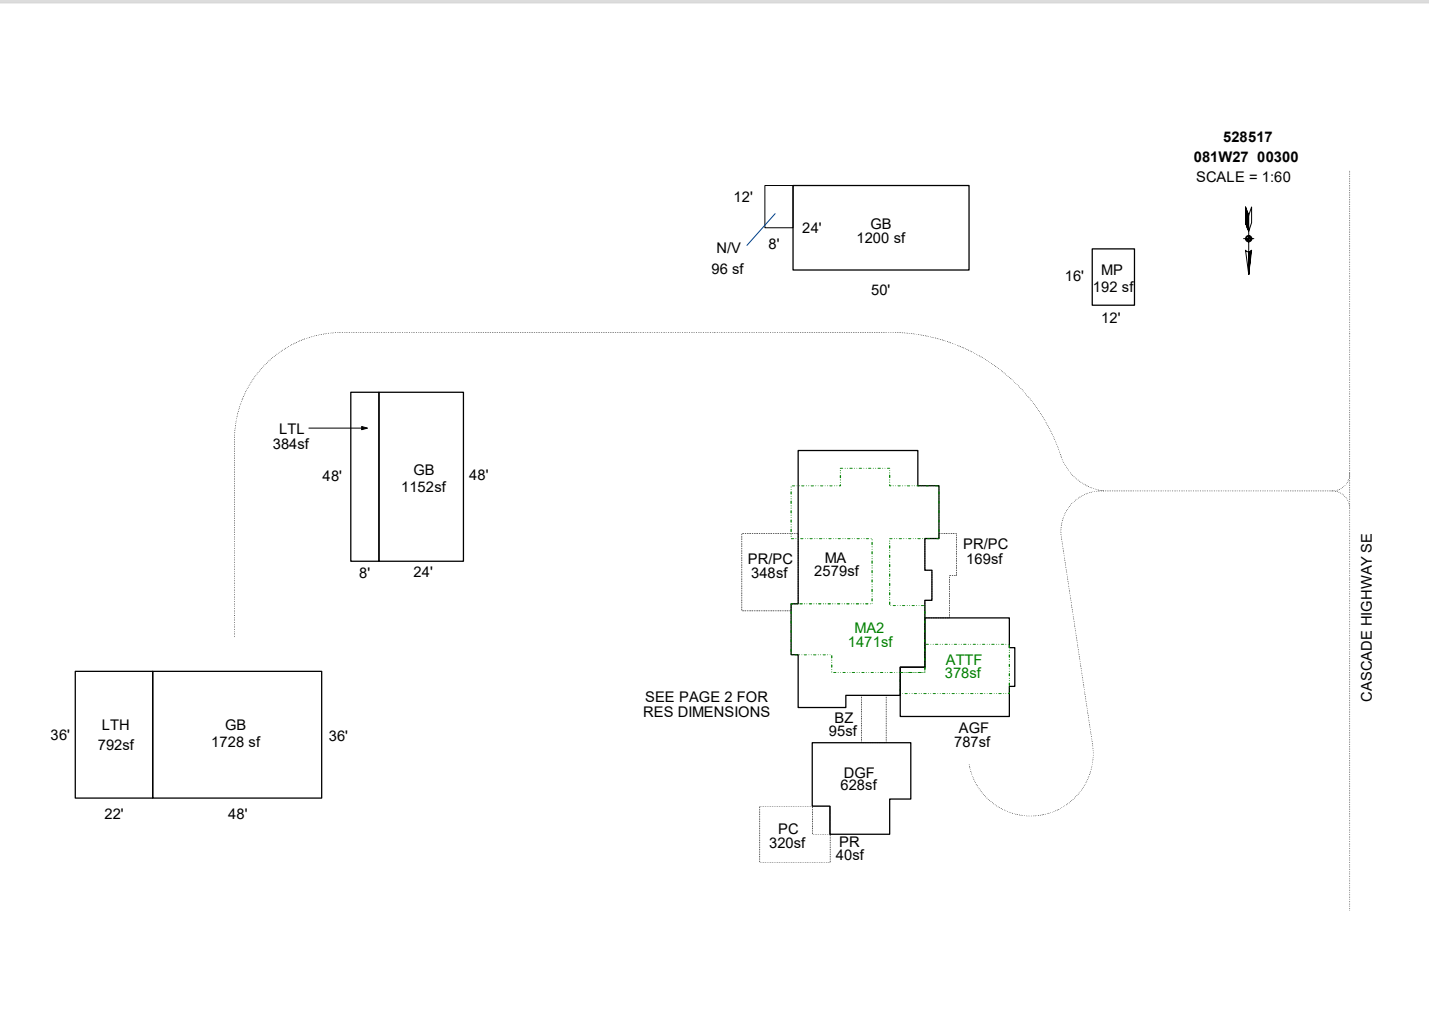 528517
081W27 00300
SCALE = 1:60
12'
N/V
96 sf
8'
24'
GB
1200 sf
50'
16'
MP
192 sf
12'
LTL
384sf
48'
GB
1152sf
48'
8'
24'
PR/PC
348sf
MA
2579sf
PR/PC
169sf
MA2
1471sf
ATTF
378sf
CASCADE HIGHWAY SE
SEE PAGE 2 FOR
RES DIMENSIONS
BZ
95sf
AGF
787sf
36'
LTH
792sf
GB
1728 sf
36'
22'
48'
DGF
628sf
PC
320sf
PR
40sf